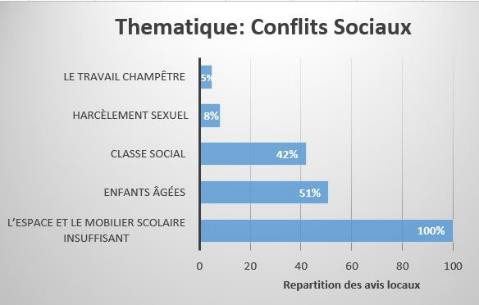 Thematique: Conflits Sociaux
LE TRAVAIL CHAMPÊTRE
5%
HARCÈLEMENT SEXUEL
8%
CLASSE SOCIAL
42%
ENFANTS ÂGÉES
51%
L'ESPACE ET LE MOBILIER SCOLAIRE
INSUFFISANT
100%
0 20 40 60 80 100
Repartition des avis locaux